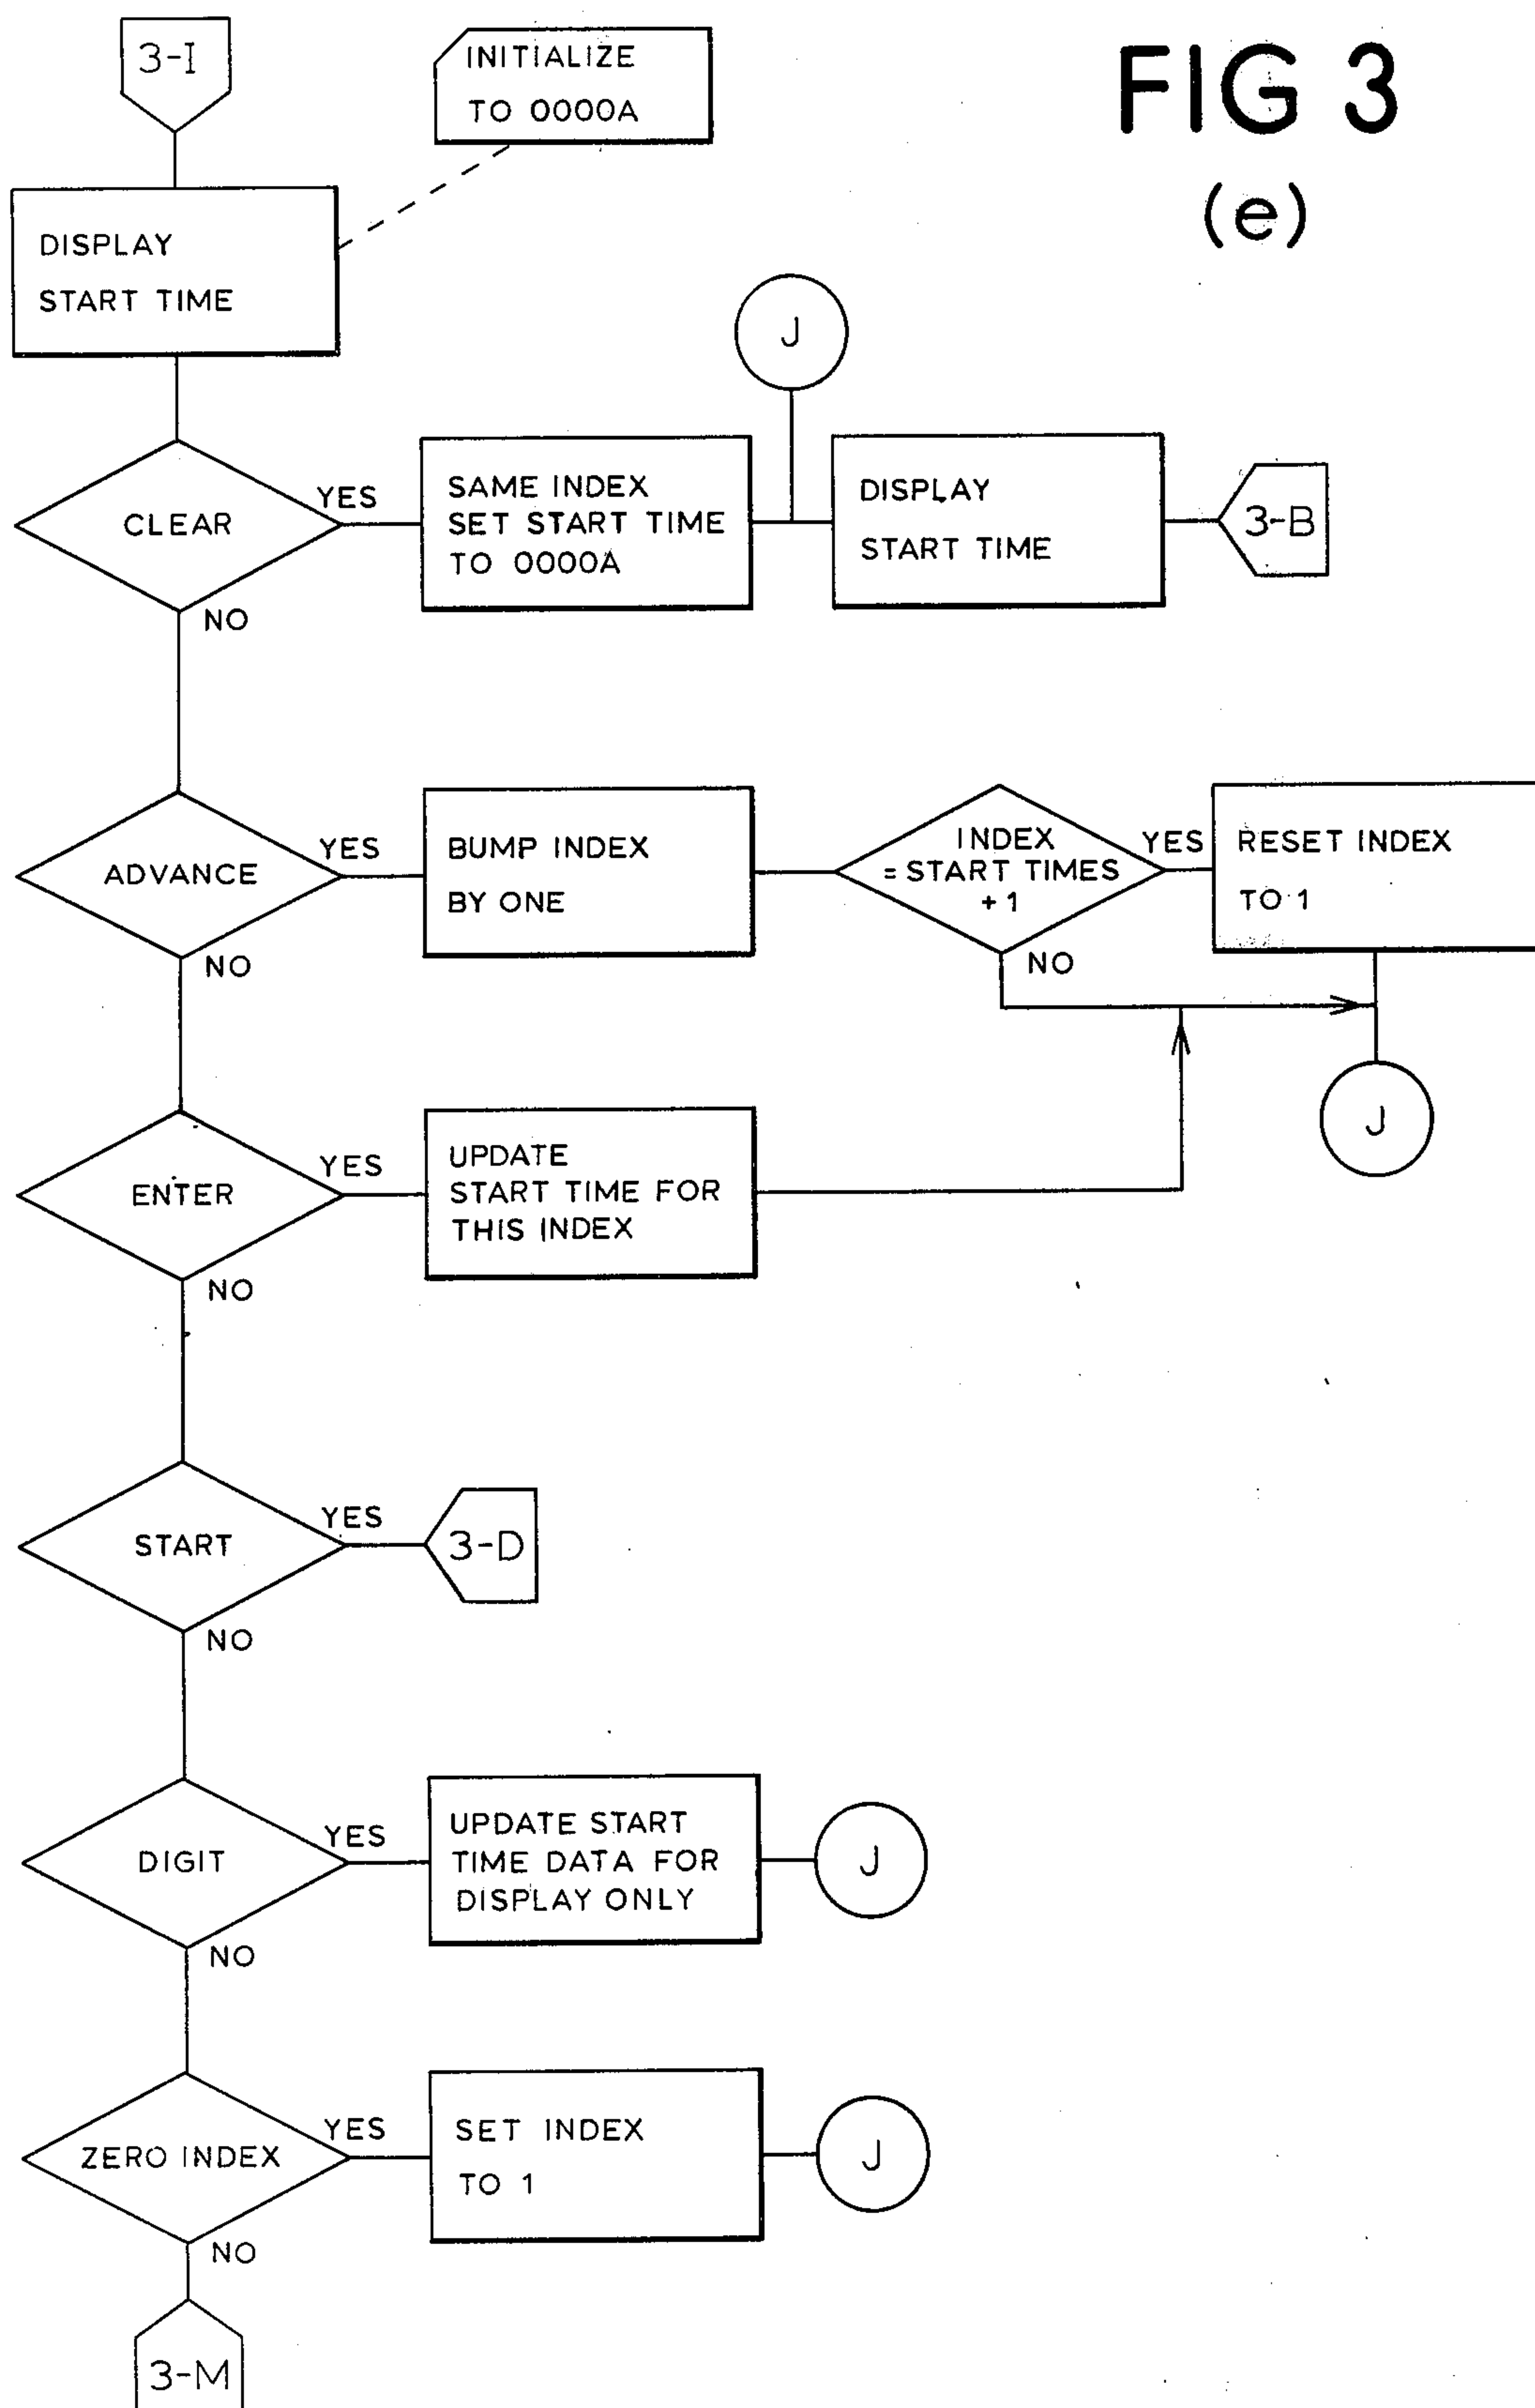 3-I
INITIALIZE
TO 0000A
FIG 3
(e)
DISPLAY
START TIME
J
CLEAR
YES
NO
SAME INDEX
SET START TIME
TO 0000A
DISPLAY
START TIME
3-B
ADVANCE
YES
NO
BUMP INDEX
BY ONE
INDEX
= START TIMES
+ 1
YES
NO
RESET INDEX
TO 1
J
ENTER
YES
NO
UPDATE
START TIME FOR
THIS INDEX
START
YES
NO
3-D
DIGIT
YES
NO
UPDATE START
TIME DATA FOR
DISPLAY ONLY
J
ZERO INDEX
YES
NO
SET INDEX
TO 1
J
3-M